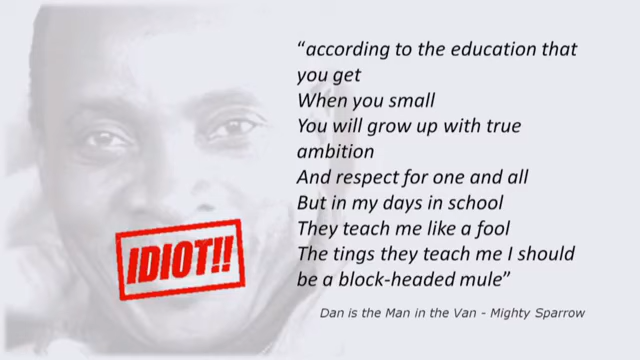 “according to the education that
you get
When you small
You will grow up with true
ambition
And respect for one and all
But in my days in school
They teach me like a fool
The tings they teach me I should
be a block-headed mule”
IDIOT!!
Dan is the Man in the Van - Mighty Sparrow